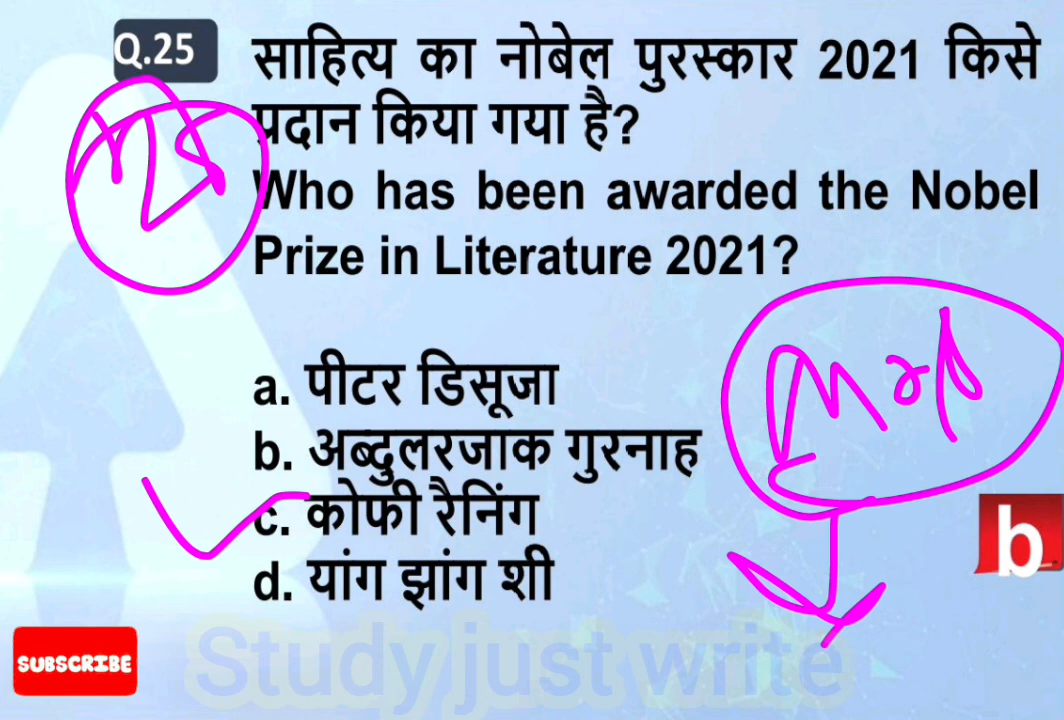 Q.25 साहित्य का नोबेल पुरस्कार 2021 किसे
प्रदान किया गया है?
Who has been awarded the Nobel
Prize in Literature 2021?
a. पीटर डिसूजा
b. अब्दुलरजाक गुरनाह
c. कोफी रैनिंग
d. यांग झांग शी
b
SUBSCRIBE
Study just write